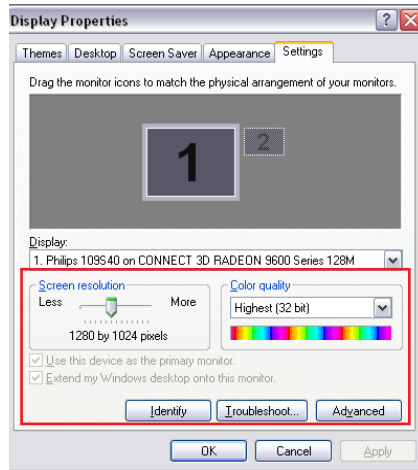 Display Properties
Themes Desktop Screen Saver Appearance Settings
Drag the monitor icons to match the physical arrangement of your monitors.
1 2
Display:
1. Philips 109S40 on CONNECT 3D RADEON 9600 Series 128M
Screen resolution
Less More
1280 by 1024 pixels
Color quality
Highest (32 bit)
Use this device as the primary monitor.
Extend my Windows desktop onto this monitor.
Identify Troubleshoot... Advanced
OK Cancel Apply